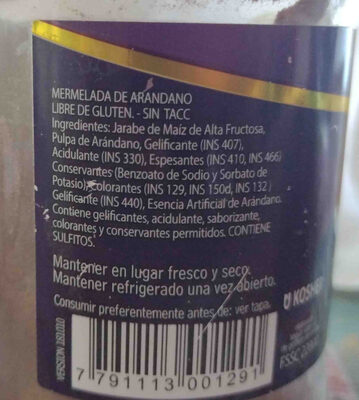 MERMELADA DE ARÁNDANO
LIBRE DE GLUTEN. - SIN TACC
Ingredientes: Jarabe de Maíz de Alta Fructosa,
Pulpa de Arándano, Gelificante (INS 407),
Acidulante (INS 330), Espesantes (INS 410, INS 466)
Conservantes (Benzoato de Sodio y Sorbato de
Potasio), colorantes (INS 129, INS 150d, INS 132)
Gelificante (INS 440), Esencia Artificial de Arándano.
Contiene gelificantes, acidulante, saborizante,
colorantes y conservantes permitidos. CONTIENE
SULFITOS.
Mantener en lugar fresco y seco.
Mantener refrigerado una vez abierto.
Consumir preferentemente antes de: ver tapa.
KOSHER
FSSC
7 791113 001291